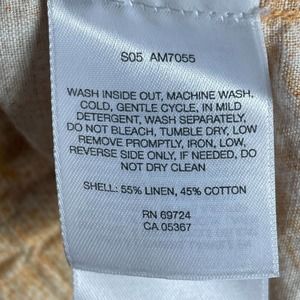 S05 AM7055
WASH INSIDE OUT, MACHINE WASH,
COLD, GENTLE CYCLE, IN MILD
DETERGENT, WASH SEPARATELY,
DO NOT BLEACH, TUMBLE DRY, LOW
REMOVE PROMPTLY, IRON, LOW,
REVERSE SIDE ONLY, IF NEEDED, DO
NOT DRY CLEAN
SHELL: 55% LINEN, 45% COTTON
RN 69724
CA 05367